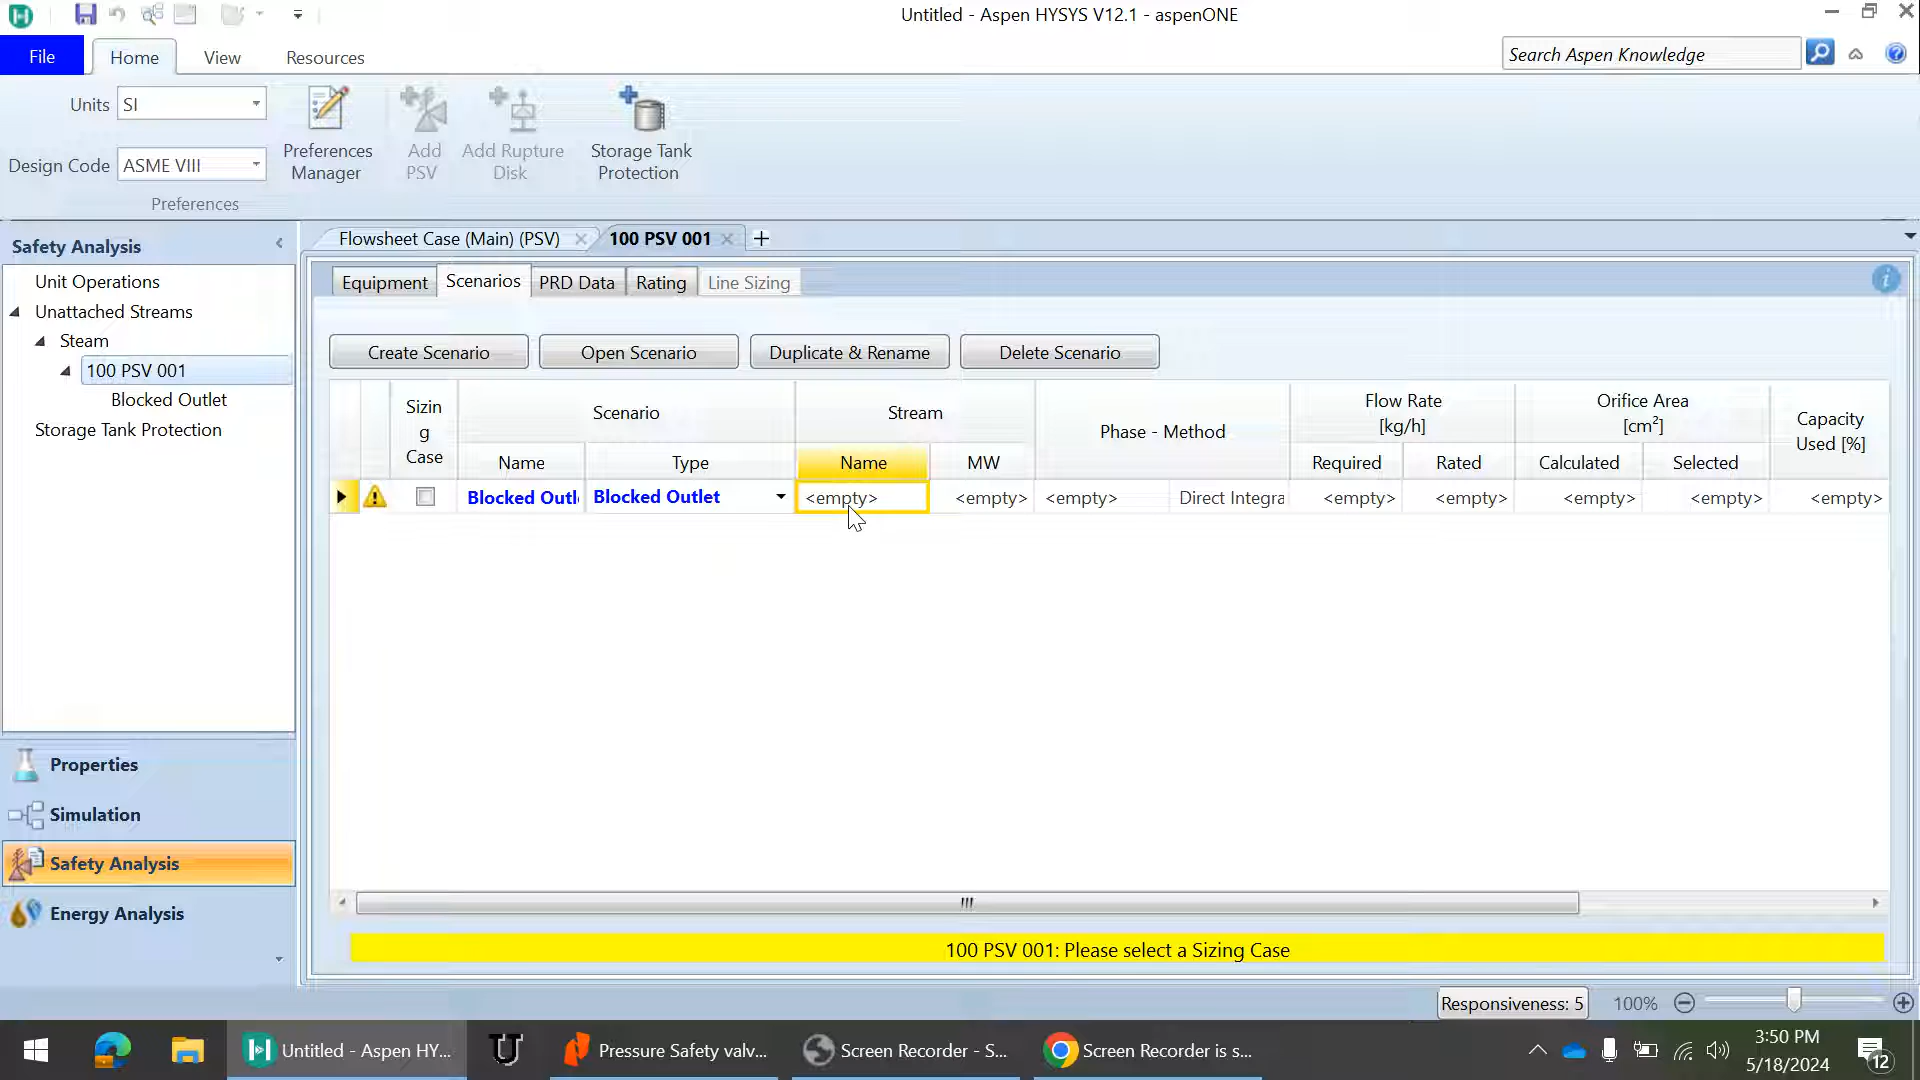 Untitled - Aspen HYSYS V12.1 - aspenONE
File
Home
View
Resources
Search Aspen Knowledge
Units
SI
Design Code
ASME VIII
Preferences
Manager
Add
PSV
Add Rupture
Disk
Storage Tank
Protection
Preferences
Safety Analysis
Unit Operations
Unattached Streams
Steam
100 PSV 001
Blocked Outlet
Storage Tank Protection
Properties
Simulation
Safety Analysis
Energy Analysis
Flowsheet Case (Main) (PSV)
100 PSV 001
Equipment
Scenarios
PRD Data
Rating
Line Sizing
Create Scenario
Open Scenario
Duplicate & Rename
Delete Scenario
Sizin
g
Case
Scenario
Stream
Phase - Method
Flow Rate
[kg/h]
Orifice Area
[cm²]
Capacity
Used [%]
Name
Type
Name
MW
Required
Rated
Calculated
Selected
Blocked Outl
Blocked Outlet
<empty>
<empty>
<empty>
Direct Integra
<empty>
<empty>
<empty>
<empty>
<empty>
100 PSV 001: Please select a Sizing Case
Responsiveness: 5
100%
Untitled - Aspen HY...
Pressure Safety valv...
Screen Recorder - S...
Screen Recorder is s...
3:50 PM
5/18/2024
12